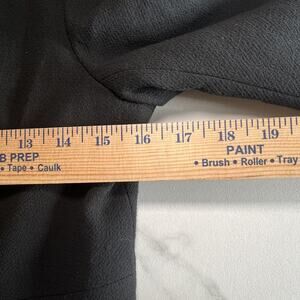 13 14 15 16 17 18 19
B PREP PAINT
• Tape • Caulk • Brush • Roller • Tray